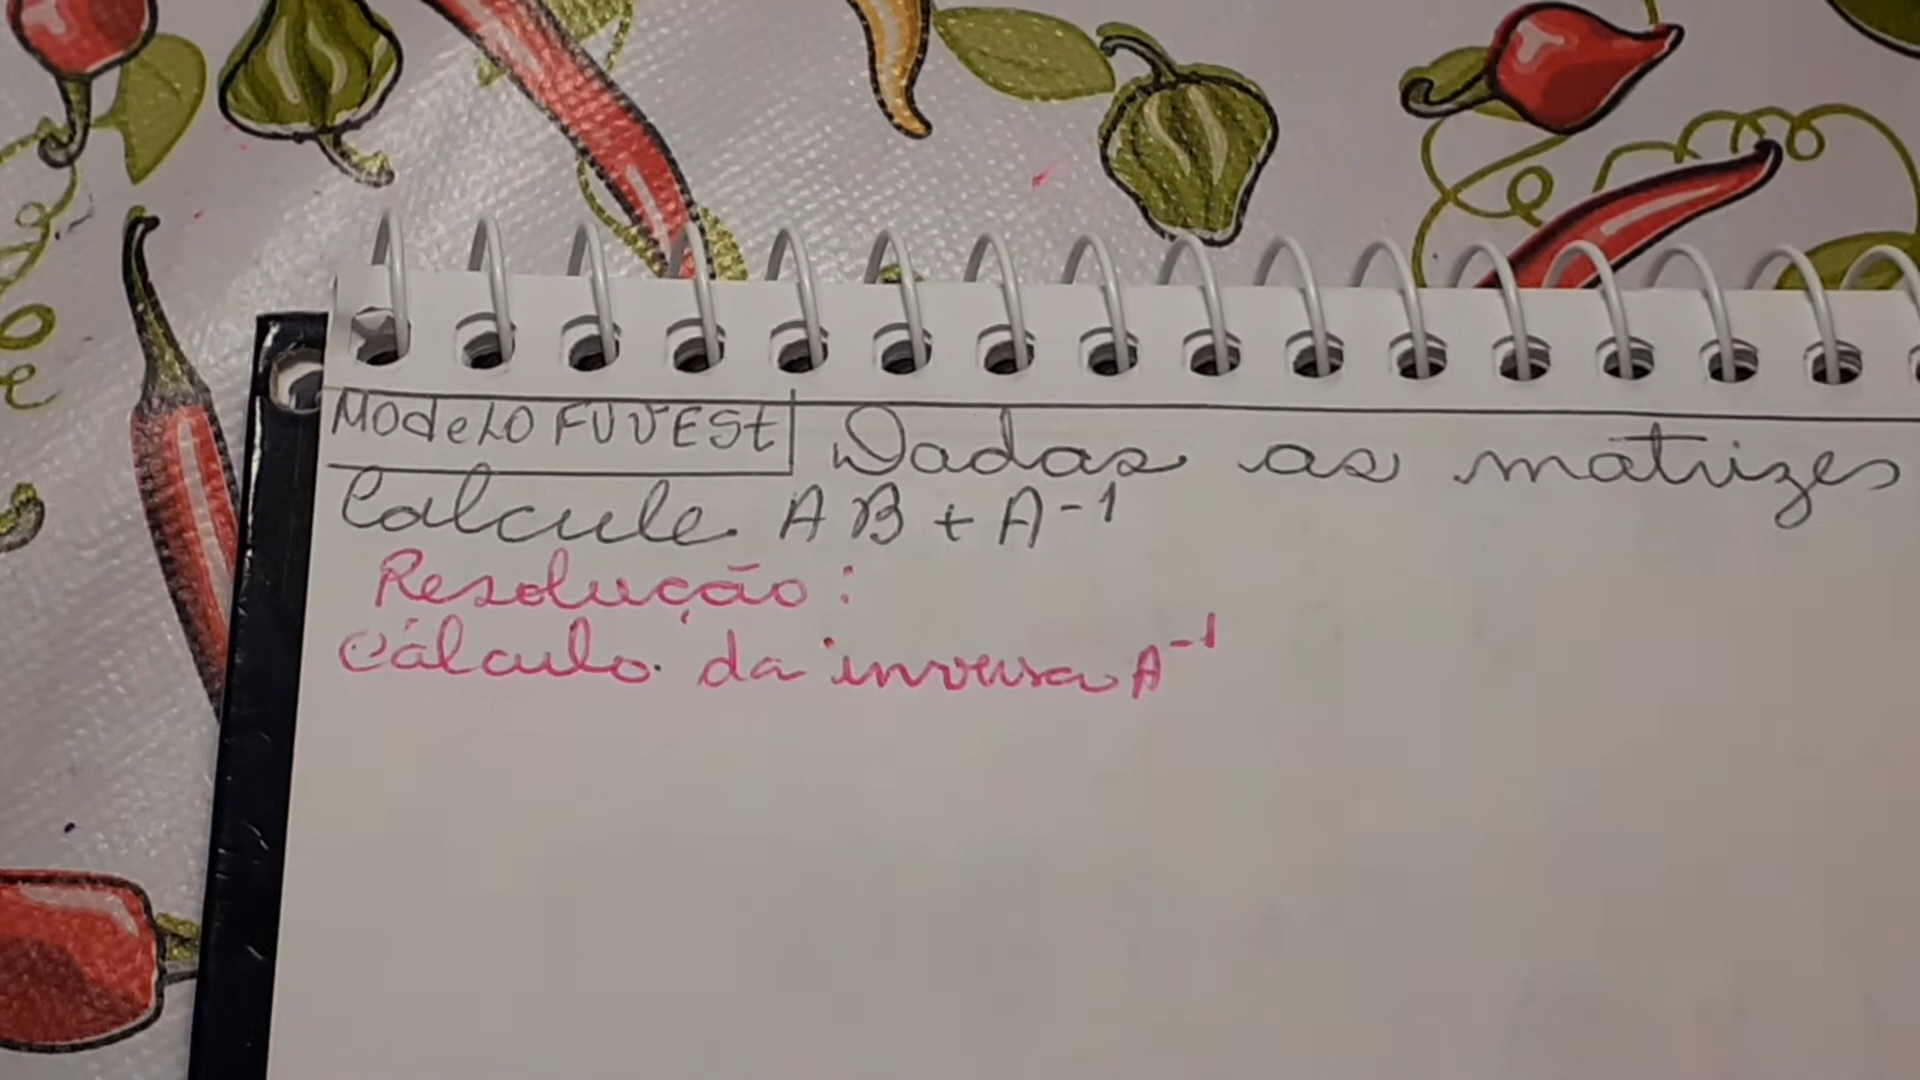 Modelo FUVEST Dadas as matrizes
Calcule AB + A-1
Resolução:
Cálculo da inversa A⁻¹